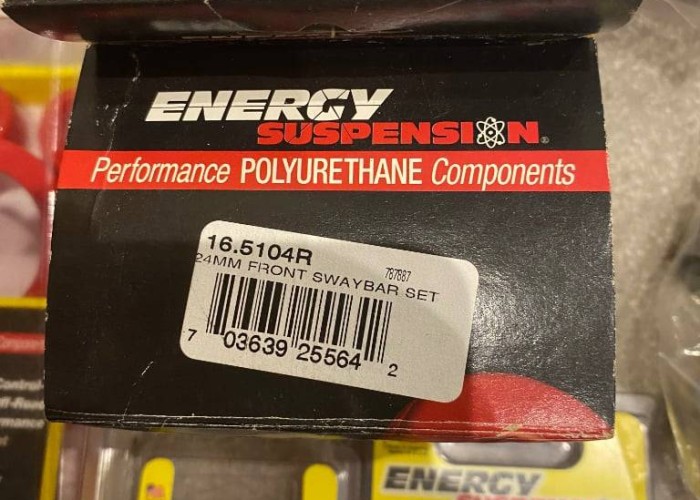 ENERGY
SUSPENSION®
Performance POLYURETHANE Components
16.5104R
787887
24MM FRONT SWAYBAR SET
7 03639 25564 2
ENERGY